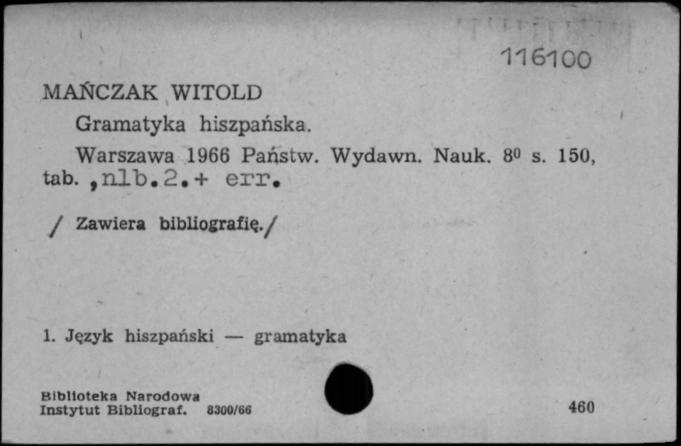 116100
MAŃCZAK WITOLD
Gramatyka hiszpańska.
Warszawa 1966 Państw. Wydawn. Nauk. 8⁰ s. 150,
tab. ,nlb.2.+ err.
/ Zawiera bibliografię./
1. Język hiszpański — gramatyka
Biblioteka Narodowa
Instytut Bibliograf. 8300/66
460